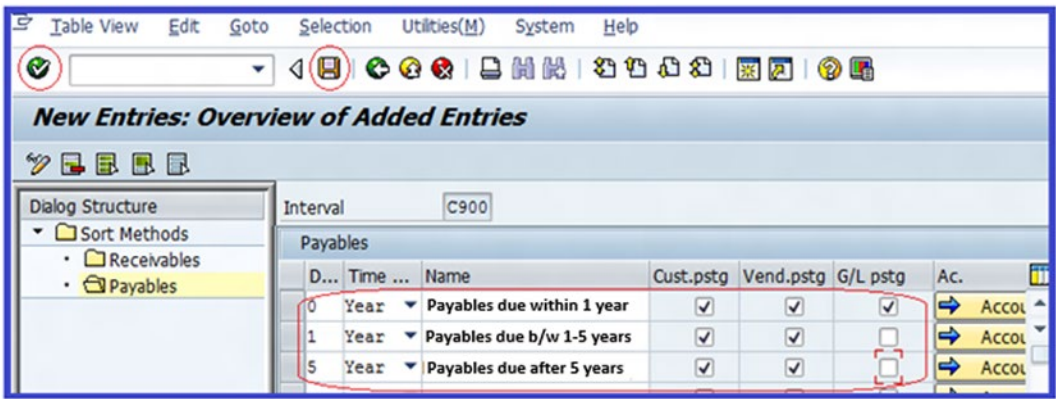 Table View Edit Goto Selection Utilities(M) System Help
New Entries: Overview of Added Entries
Dialog Structure
Interval C900
Sort Methods
Payables
Receivables
D... Time ... Name Cust.pstg Vend.pstg G/L pstg Ac.
Payables
0 Year Payables due within 1 year Accou
1 Year Payables due b/w 1-5 years Accou
5 Year Payables due after 5 years Accou